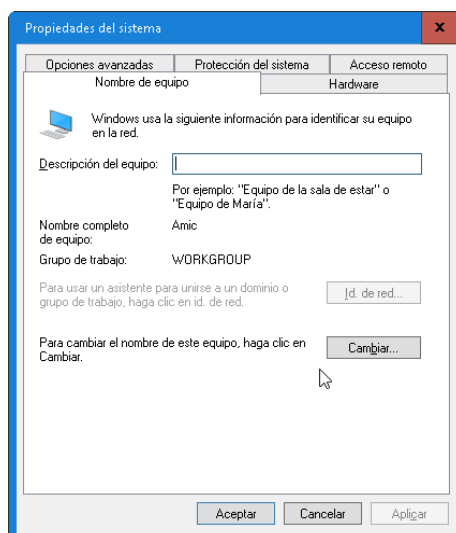 Propiedades del sistema
x
Opciones avanzadas Protección del sistema Acceso remoto
Nombre de equipo Hardware
Windows usa la siguiente información para identificar su equipo
en la red.
Descripción del equipo:
Por ejemplo: "Equipo de la sala de estar" o
"Equipo de María".
Nombre completo
de equipo:
Amic
Grupo de trabajo: WORKGROUP
Para usar un asistente para unirse a un dominio o
grupo de trabajo, haga clic en id. de red.
Id. de red...
Para cambiar el nombre de este equipo, haga clic en
Cambiar.
Cambiar...
Aceptar Cancelar Aplicar